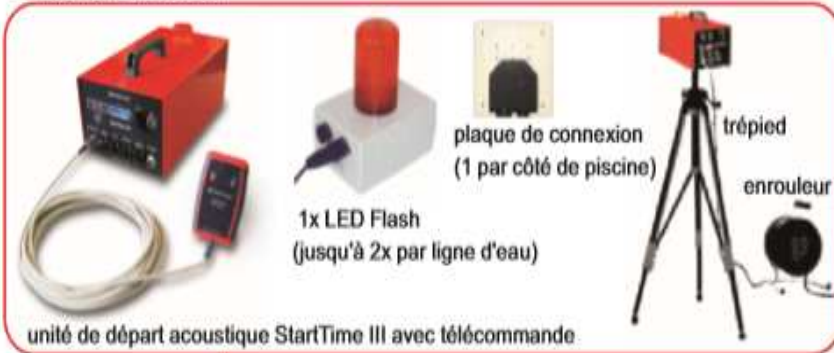 plaque de connexion
(1 par côté de piscine)
trépied
enrouleur
1x LED Flash
(jusqu'à 2x par ligne d'eau)
unité de départ acoustique StartTime III avec télécommande